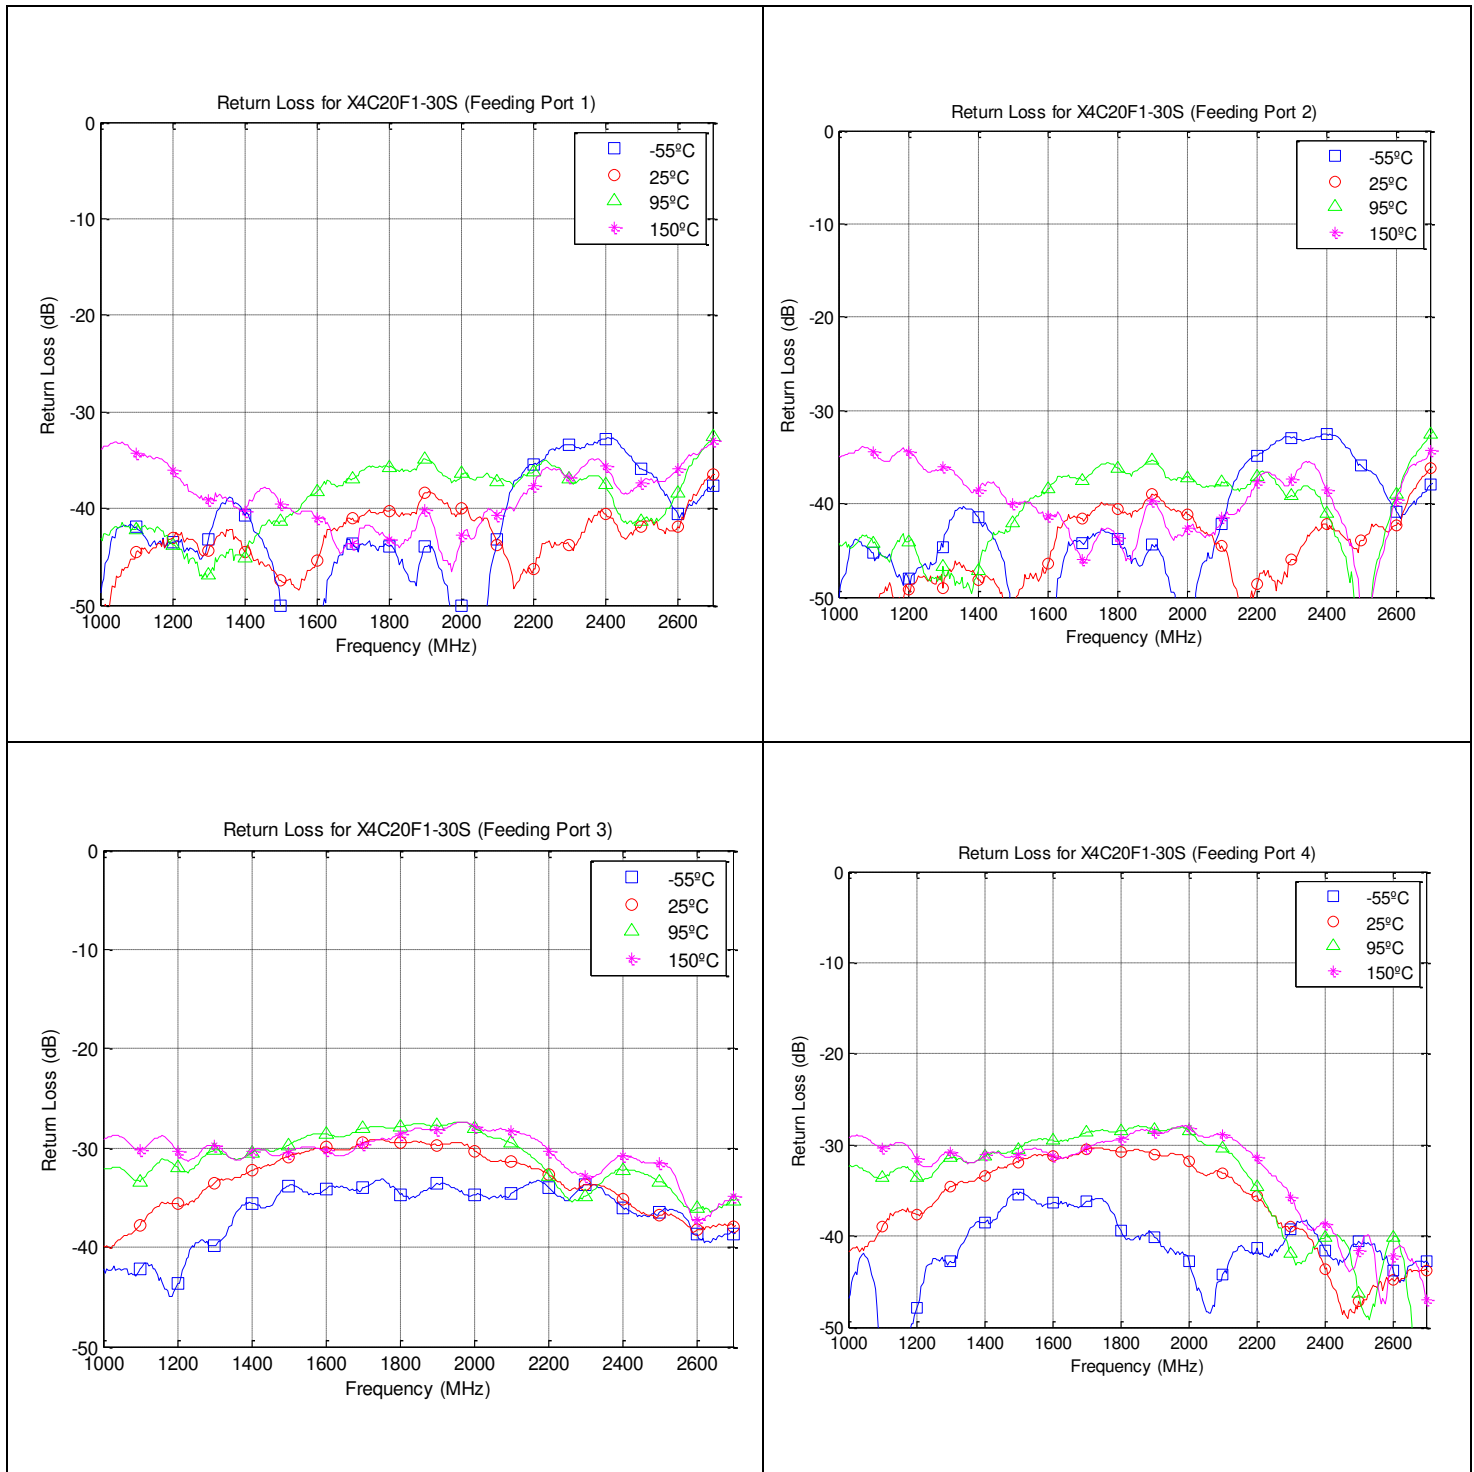 Return Loss for X4C20F1-30S (Feeding Port 1)
0
-10
-20
-30
-40
-50
Return Loss (dB)
-55ºC
25ºC
95ºC
150ºC
1000 1200 1400 1600 1800 2000 2200 2400 2600
Frequency (MHz)
Return Loss for X4C20F1-30S (Feeding Port 2)
0
-10
-20
-30
-40
-50
Return Loss (dB)
-55ºC
25ºC
95ºC
150ºC
1000 1200 1400 1600 1800 2000 2200 2400 2600
Frequency (MHz)
Return Loss for X4C20F1-30S (Feeding Port 3)
0
-10
-20
-30
-40
-50
Return Loss (dB)
-55ºC
25ºC
95ºC
150ºC
1000 1200 1400 1600 1800 2000 2200 2400 2600
Frequency (MHz)
Return Loss for X4C20F1-30S (Feeding Port 4)
0
-10
-20
-30
-40
-50
Return Loss (dB)
-55ºC
25ºC
95ºC
150ºC
1000 1200 1400 1600 1800 2000 2200 2400 2600
Frequency (MHz)